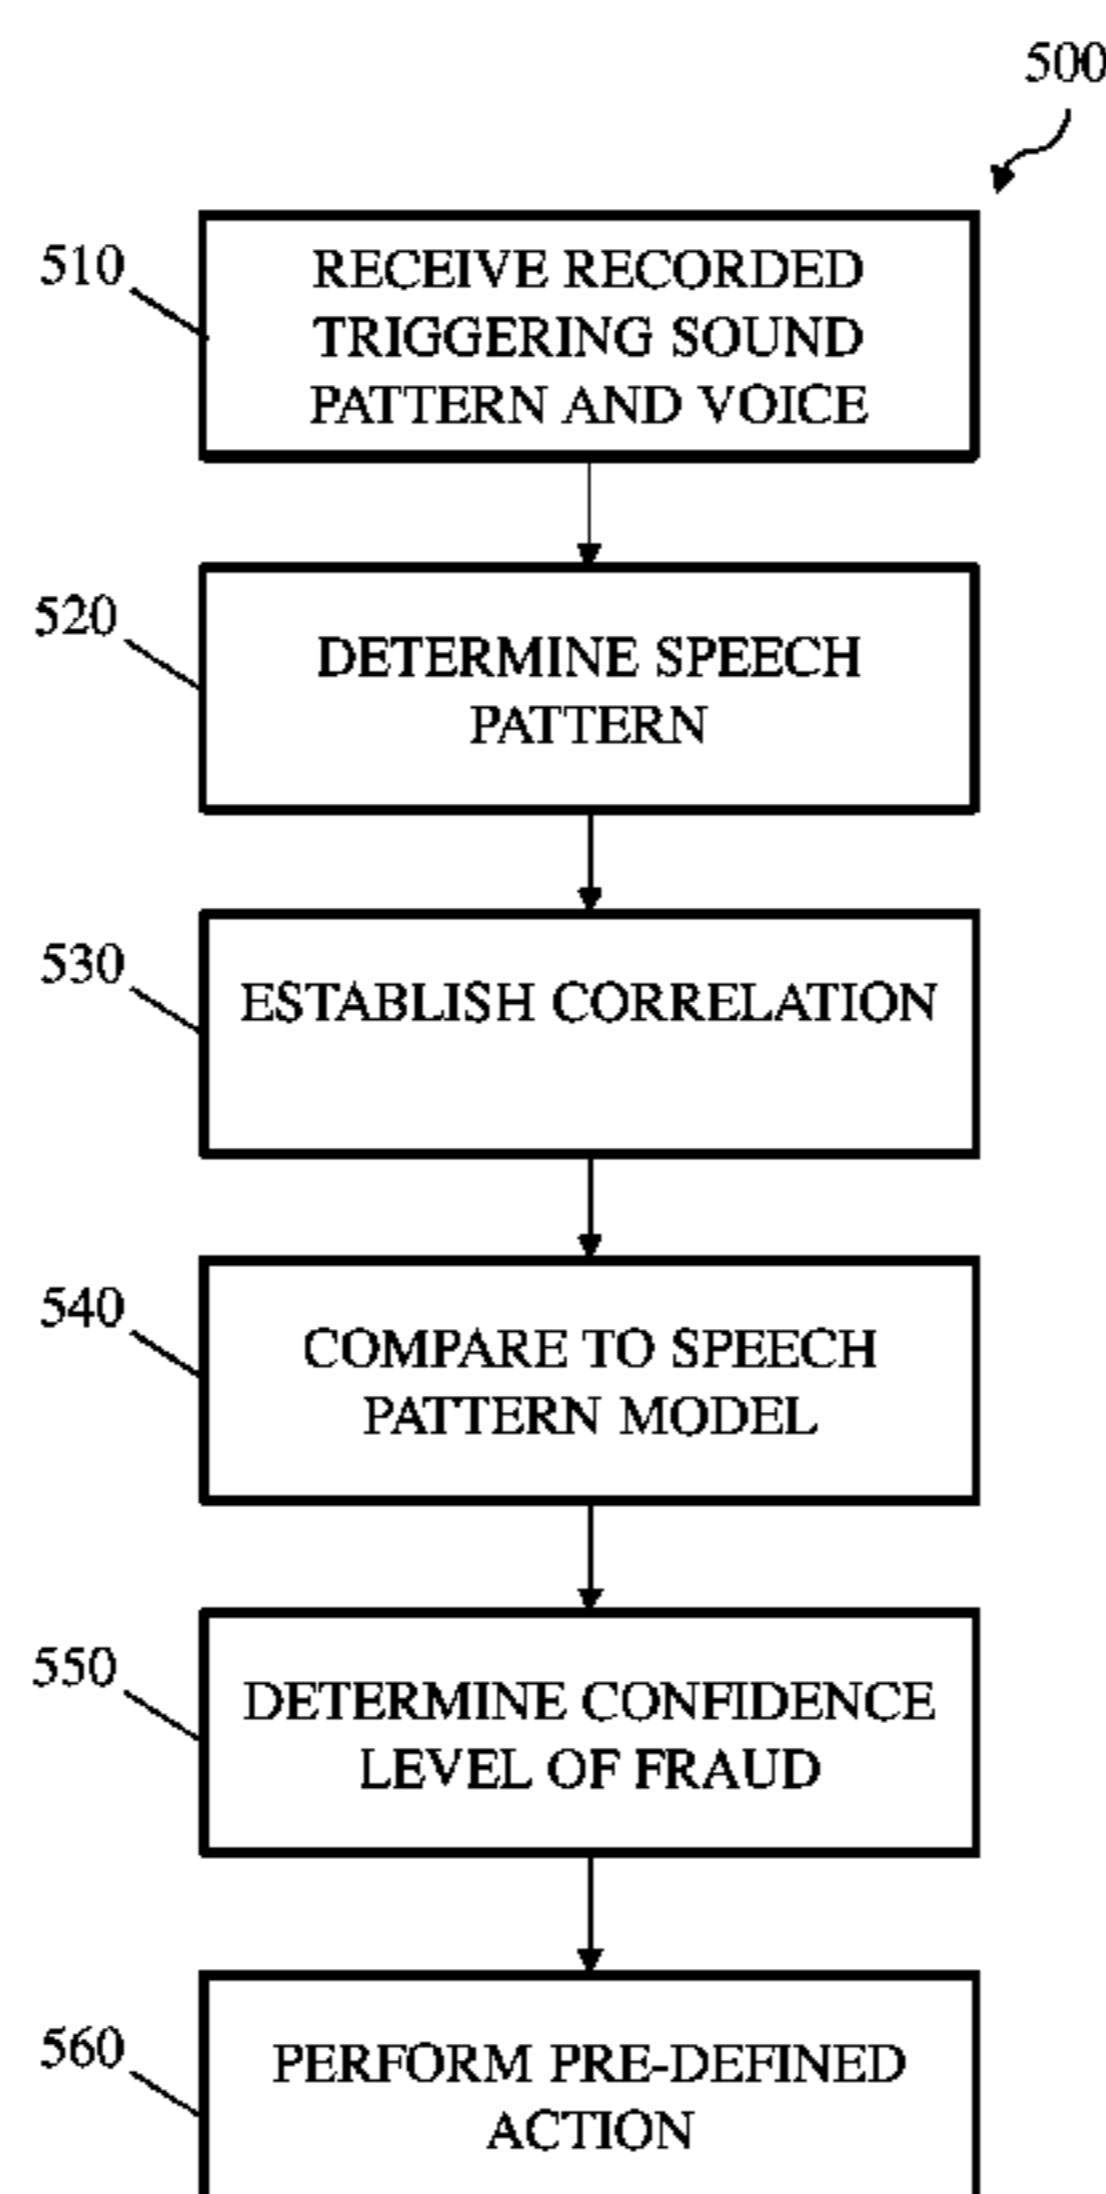 500
510
RECEIVE RECORDED
TRIGGERING SOUND
PATTERN AND VOICE
520
DETERMINE SPEECH
PATTERN
530
ESTABLISH CORRELATION
540
COMPARE TO SPEECH
PATTERN MODEL
550
DETERMINE CONFIDENCE
LEVEL OF FRAUD
560
PERFORM PRE-DEFINED
ACTION